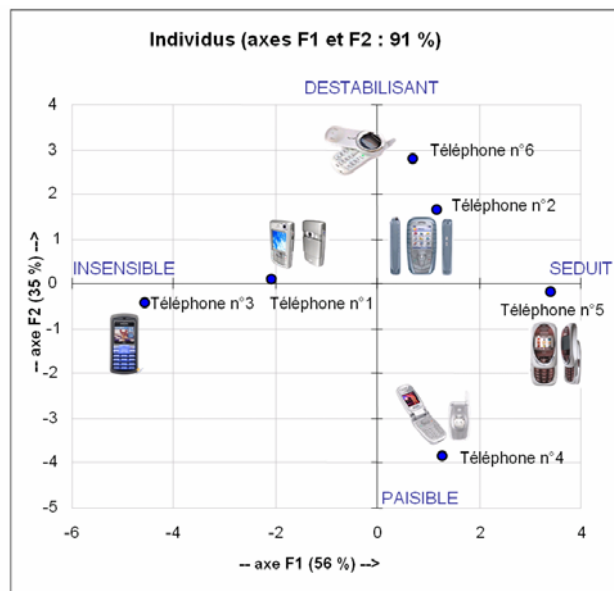 Individus (axes F1 et F2 : 91 %)
DESTABILISANT
4
3
Téléphone n°6
2
Téléphone n°2
1
INSENSIBLE
SEDUIT
0
Téléphone n°3
Téléphone n°1
Téléphone n°5
-1
-2
-3
-4
Téléphone n°4
PAISIBLE
-5
-6
-4
-2
0
2
4
-- axe F1 (56 %) -->
-- axe F2 (35 %) -->